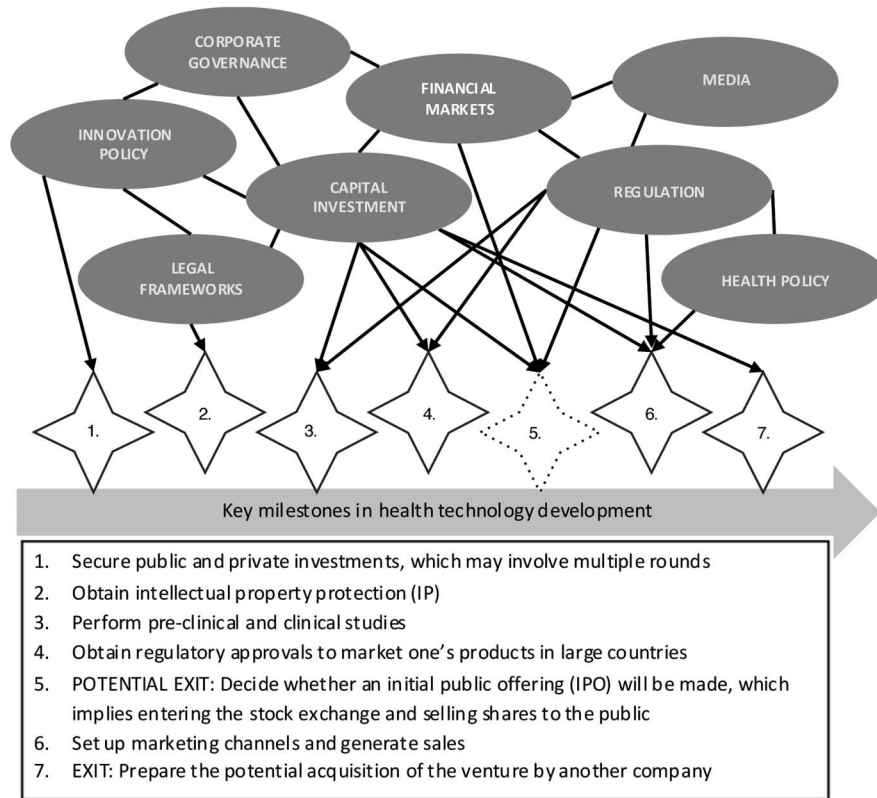 CORPORATE
GOVERNANCE
FINANCIAL
MARKETS
MEDIA
INNOVATION
POLICY
CAPITAL
INVESTMENT
REGULATION
LEGAL
FRAMEWORKS
HEALTH POLICY
1.
2.
3.
4.
5.
6.
7.
Key milestones in health technology development
1. Secure public and private investments, which may involve multiple rounds
2. Obtain intellectual property protection (IP)
3. Perform pre-clinical and clinical studies
4. Obtain regulatory approvals to market one's products in large countries
5. POTENTIAL EXIT: Decide whether an initial public offering (IPO) will be made, which
implies entering the stock exchange and selling shares to the public
6. Set up marketing channels and generate sales
7. EXIT: Prepare the potential acquisition of the venture by another company